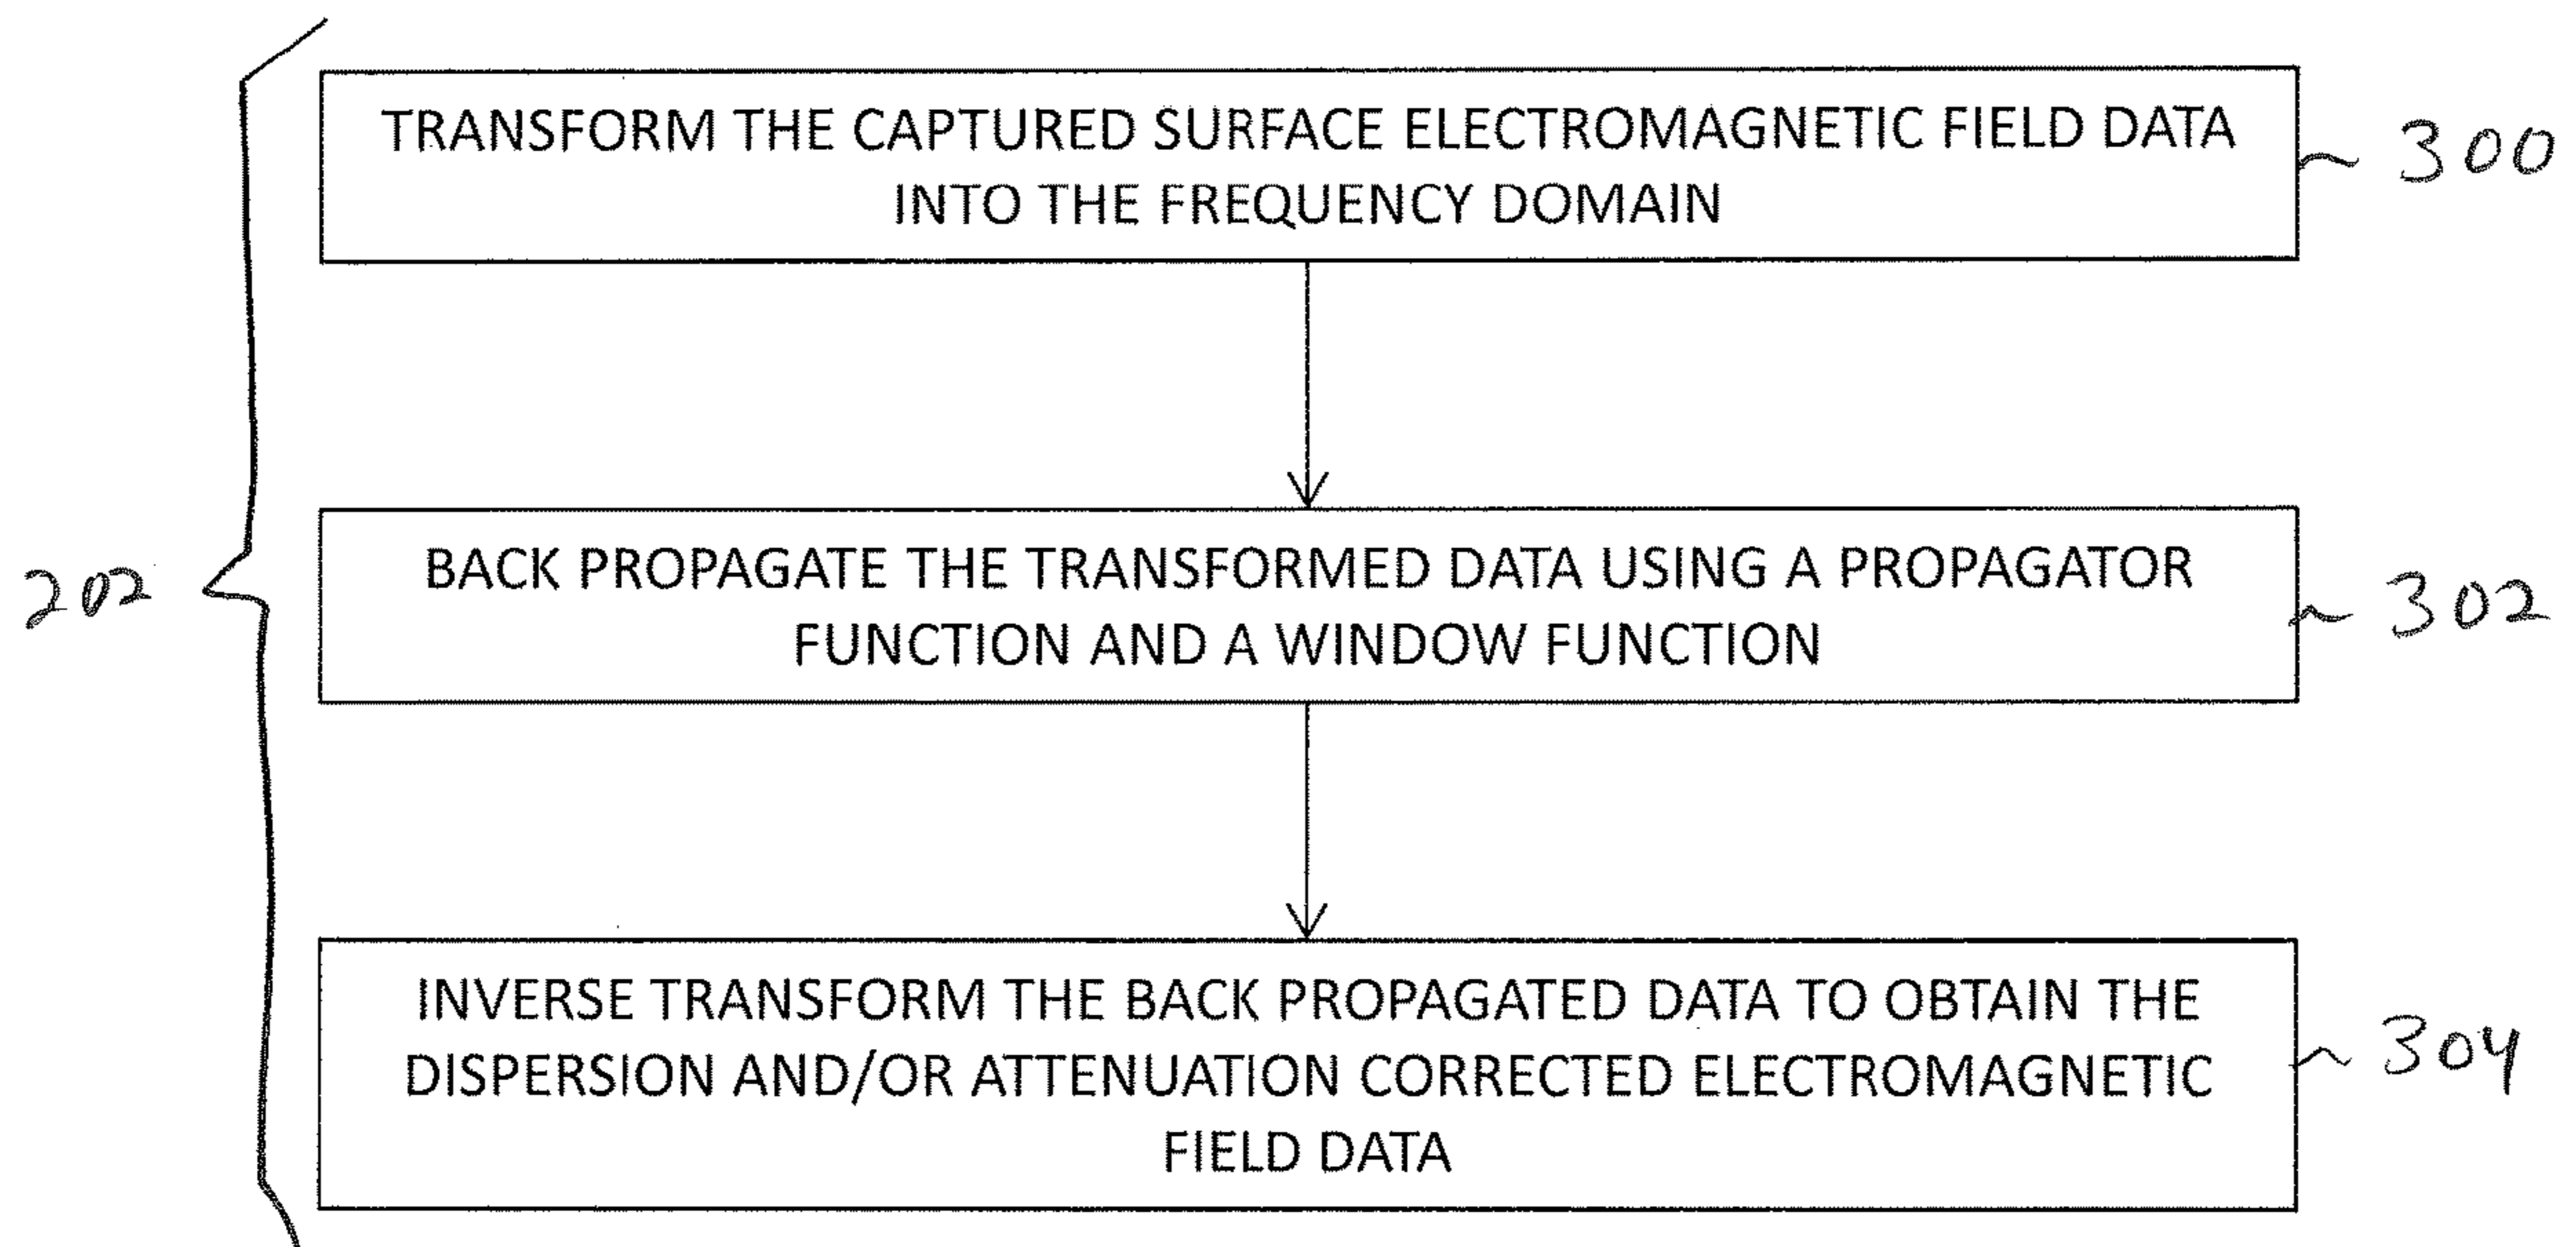 TRANSFORM THE CAPTURED SURFACE ELECTROMAGNETIC FIELD DATA
INTO THE FREQUENCY DOMAIN
300
BACK PROPAGATE THE TRANSFORMED DATA USING A PROPAGATOR
FUNCTION AND A WINDOW FUNCTION
202
302
INVERSE TRANSFORM THE BACK PROPAGATED DATA TO OBTAIN THE
DISPERSION AND/OR ATTENUATION CORRECTED ELECTROMAGNETIC
FIELD DATA
304